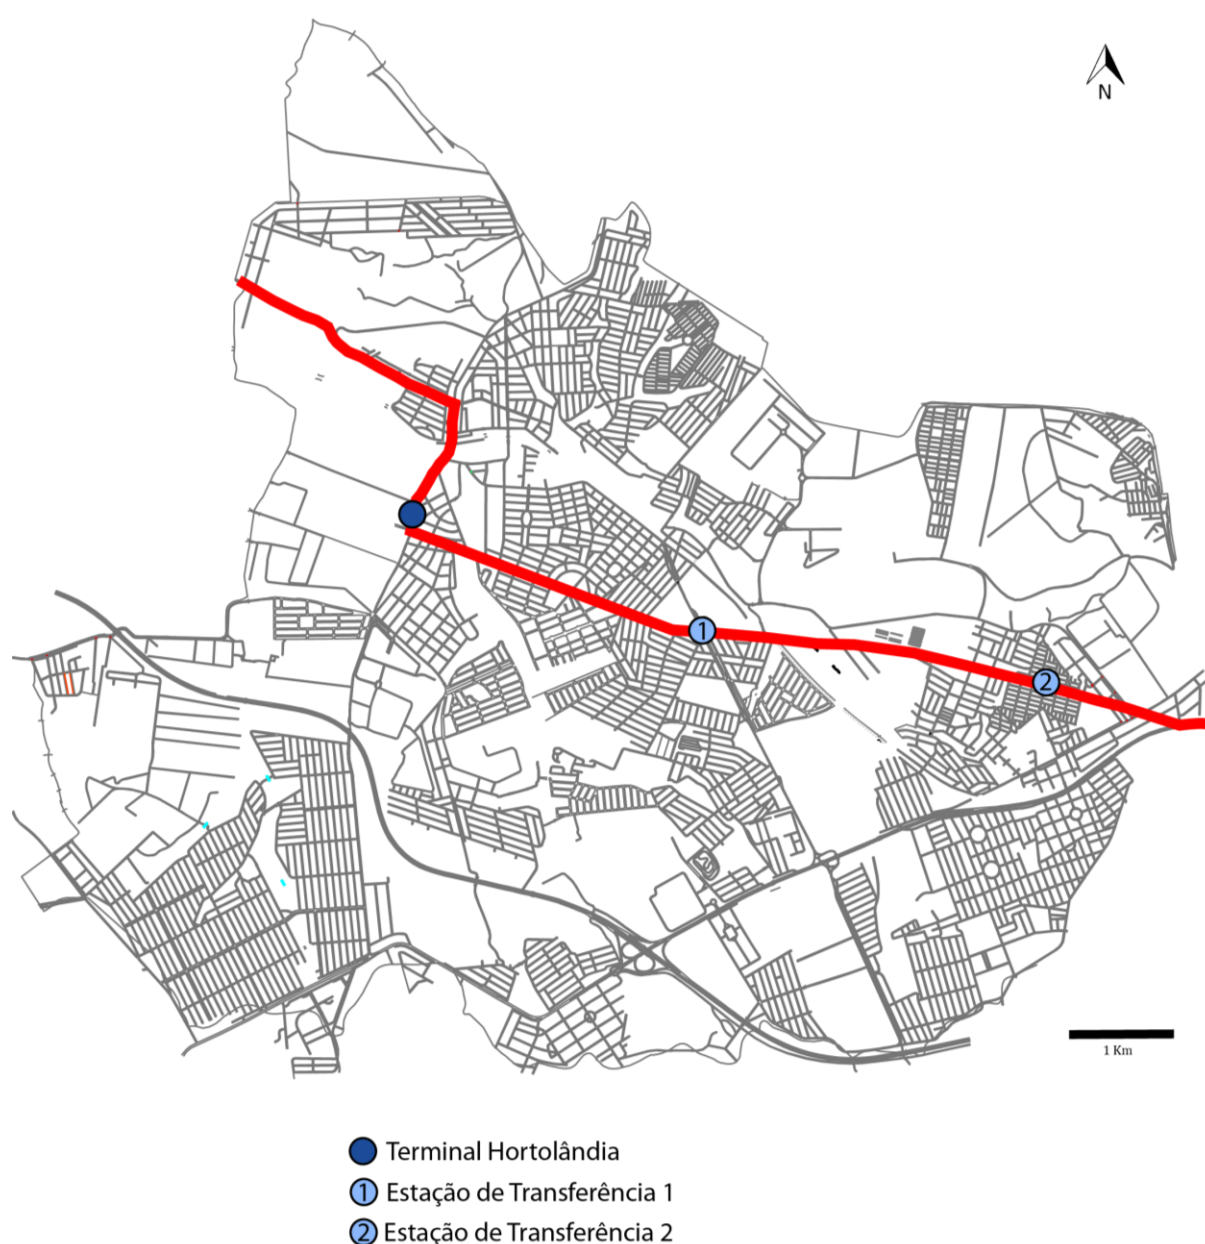 N
1
2
1 Km
Terminal Hortolândia
1 Estação de Transferência 1
2 Estação de Transferência 2